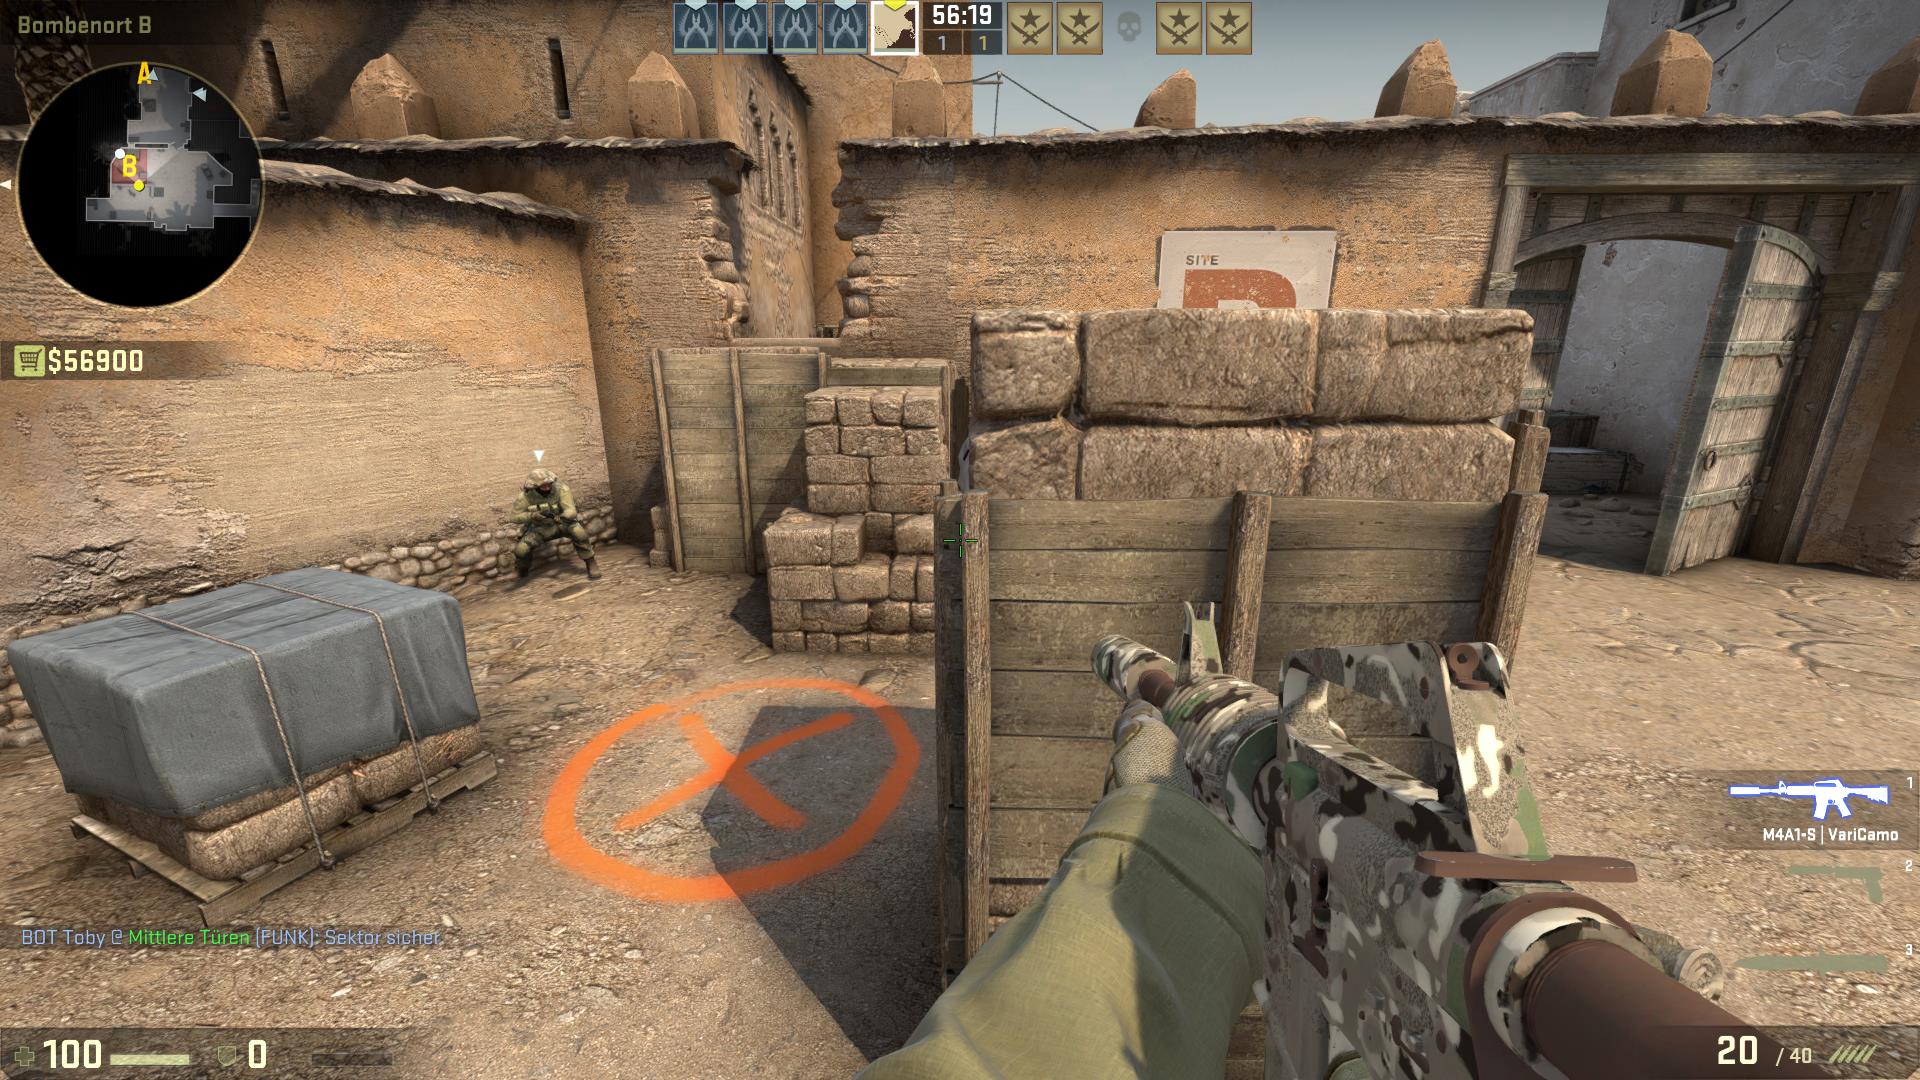 Bombenort B
56:19
1 1
A
B
SITE
$56900
1
M4A1-S | VariCamo
2
BOT Toby @ Mittlere Türen (FUNK): Sektor sicher.
3
100
0
20 / 40